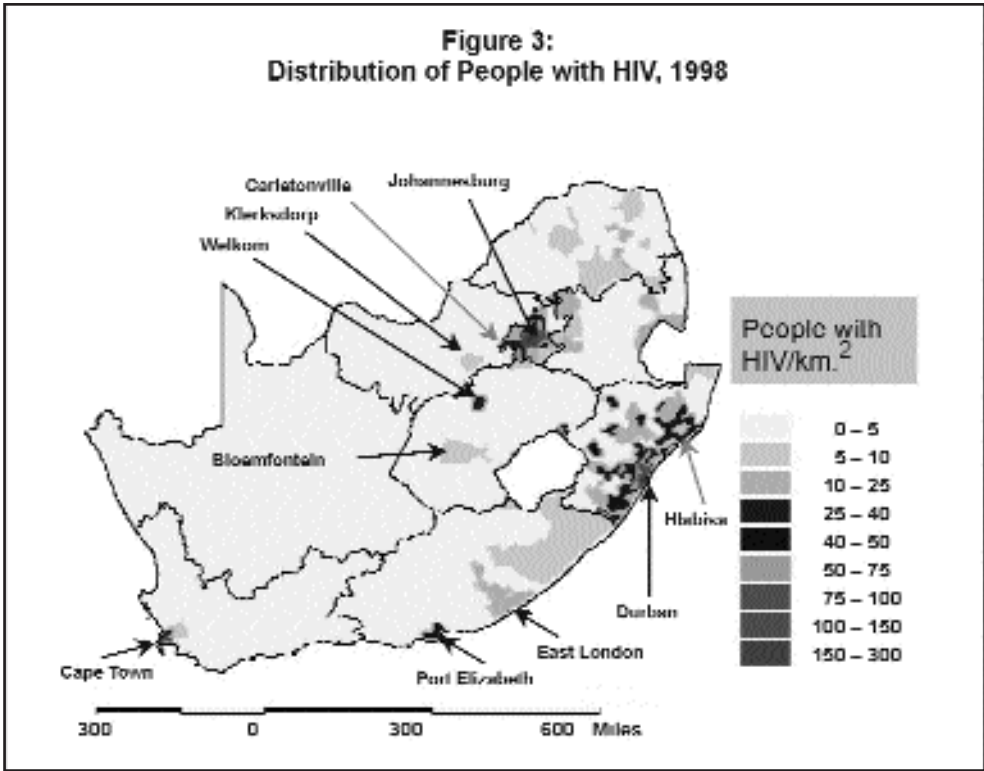 Figure 3:
Distribution of People with HIV, 1998
Carletonville
Johannesburg
Klerksdorp
Welkom
Bloemfontein
Hlabisa
Durban
East London
Port Elizabeth
Cape Town
People with
HIV/km.2
0 – 5
5 – 10
10 – 25
25 – 40
40 – 50
50 – 75
75 – 100
100 – 150
150 – 300
300 0 300 600 Miles